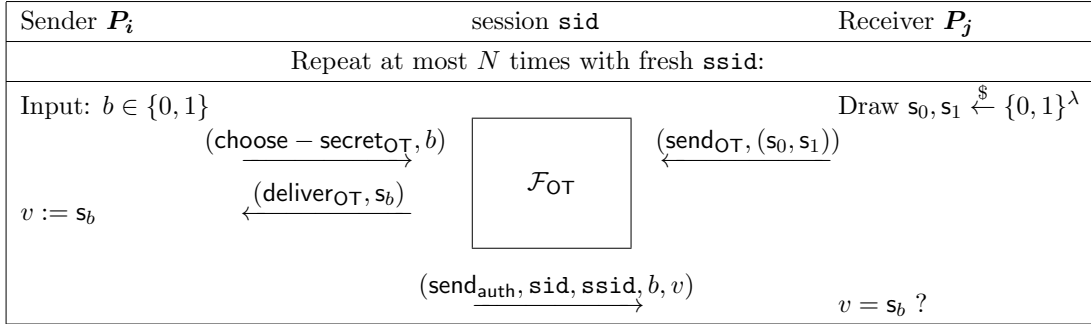 Sender P_i session sid Receiver P_j
Repeat at most N times with fresh ssid:
Input: b ∈ {0, 1} Draw s_0, s_1 ←$ {0, 1}^λ
(choose − secret_OT, b) (send_OT, (s_0, s_1))
F_OT
(deliver_OT, s_b)
v := s_b
(send_auth, sid, ssid, b, v)
v = s_b ?